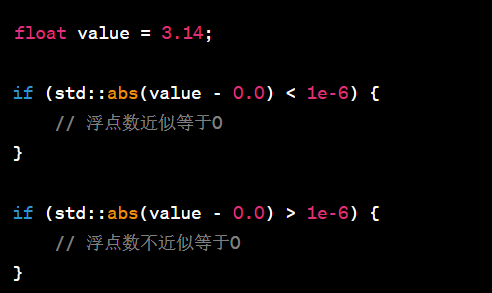 float value = 3.14;
if (std::abs(value - 0.0) < 1e-6) {
// 浮点数近似等于0
}
if (std::abs(value - 0.0) > 1e-6) {
// 浮点数不近似等于0
}